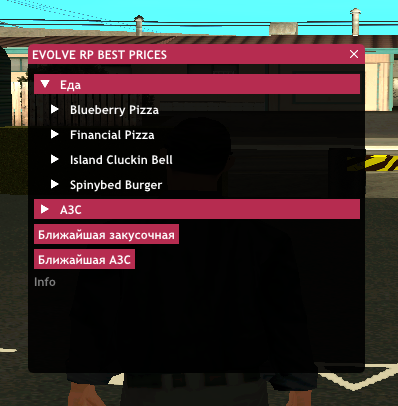 EVOLVE RP BEST PRICES
Еда
Blueberry Pizza
Financial Pizza
Island Cluckin Bell
Spinybed Burger
АЗС
Ближайшая закусочная
Ближайшая АЗС
Info